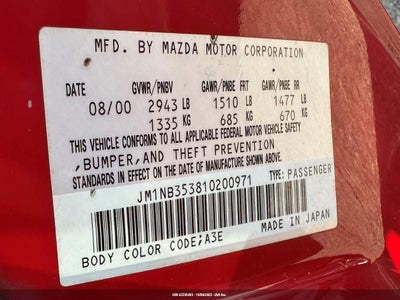 MFD. BY MAZDA MOTOR CORPORATION
DATE GVWR/PNBV GAWR/PNBE FRT GAWR/PNBE RR
08/00 2943 LB 1510 LB 1477 LB
1335 KG 685 KG 670 KG
THIS VEHICLE CONFORMS TO ALL APPLICABLE FEDERAL MOTOR VEHICLE SAFETY
,BUMPER,AND THEFT PREVENTION
STANDARDS IN EFFECT ON THE DATE OF MANUFACTURE SHOWN ABOVE.
JM1NB353810200971 TYPE: PASSENGER
MADE IN JAPAN
BODY COLOR CODE;A3E